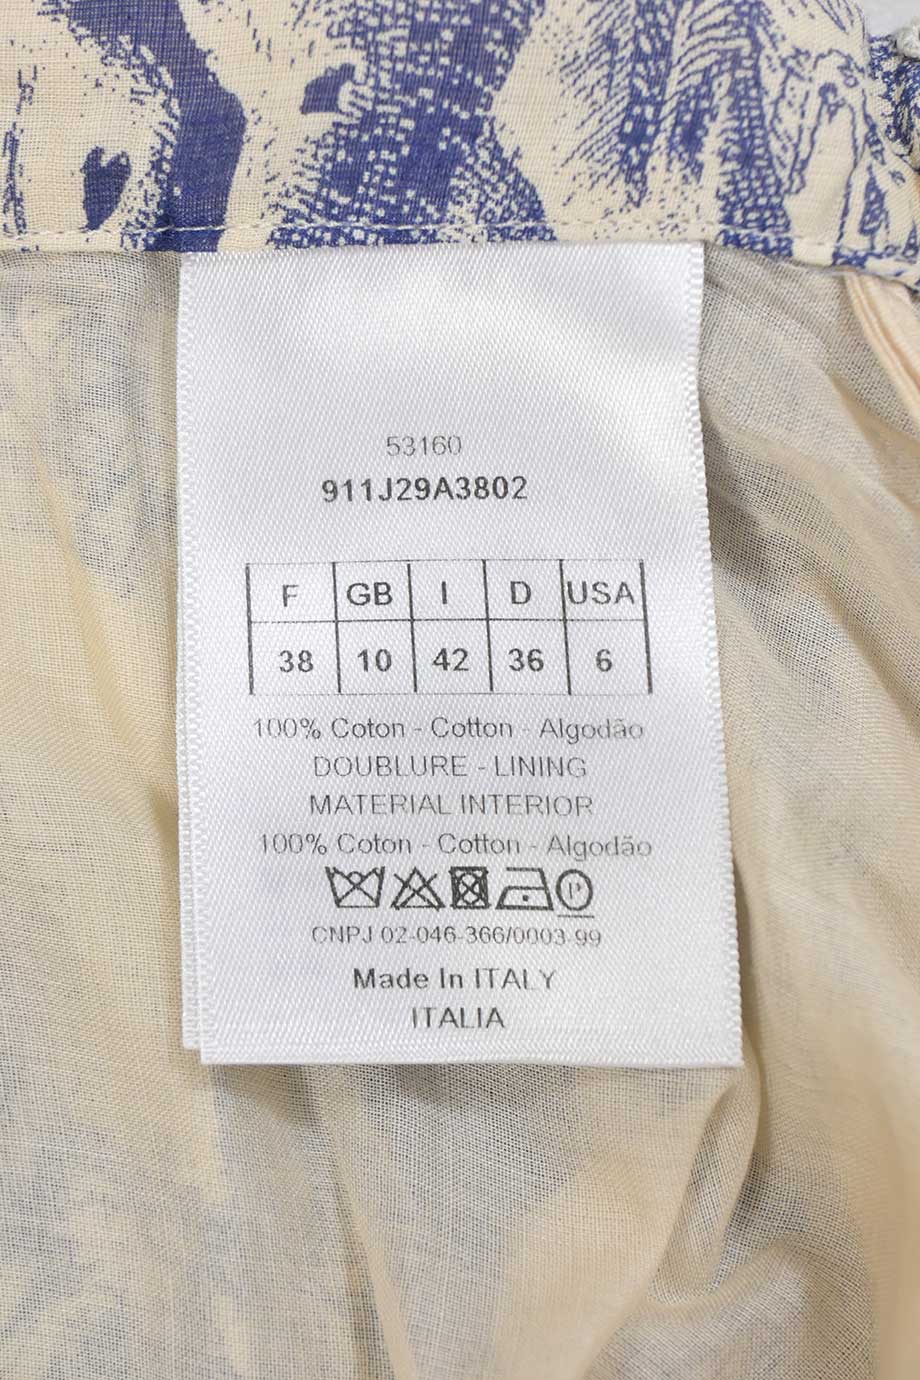 53160
911J29A3802
F GB I D USA
38 10 42 36 6
100% Coton - Cotton - Algodão
DOUBLURE - LINING
MATERIAL INTERIOR
100% Coton - Cotton - Algodão
P
CNPJ 02-046-366/0003-99
Made In ITALY
ITALIA